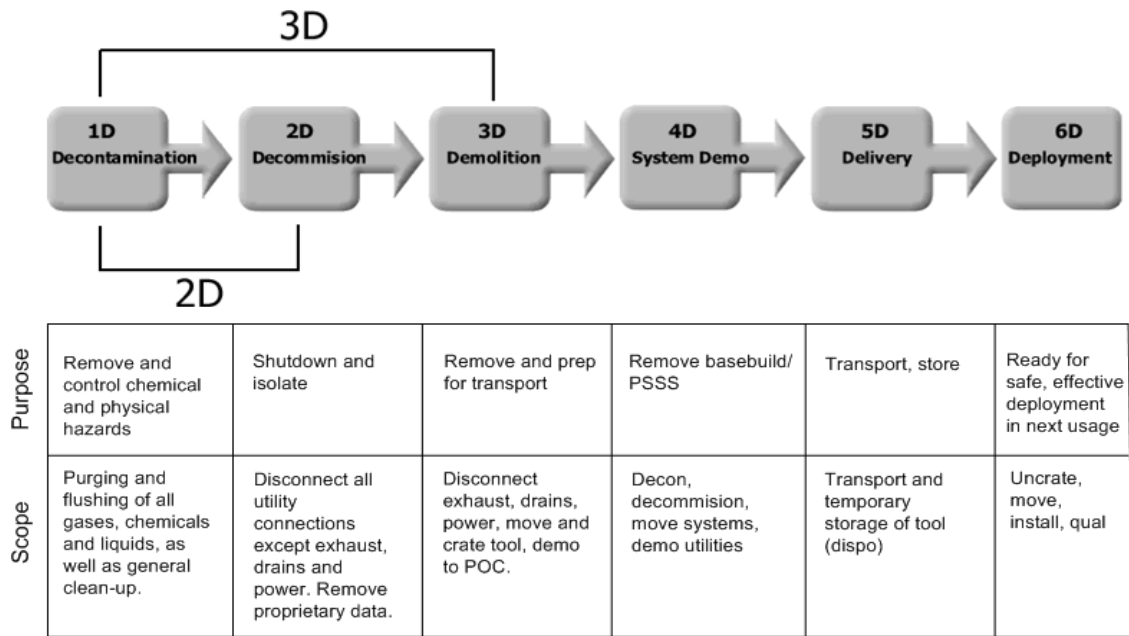 3D
1D
Decontamination
2D
Decommision
3D
Demolition
4D
System Demo
5D
Delivery
6D
Deployment
2D
Purpose
Remove and
control chemical
and physical
hazards
Shutdown and
isolate
Remove and prep
for transport
Remove basebuild/
PSSS
Transport, store
Ready for
safe, effective
deployment
in next usage
Scope
Purging and
flushing of all
gases, chemicals
and liquids, as
well as general
clean-up.
Disconnect all
utility
connections
except exhaust,
drains and
power. Remove
proprietary data.
Disconnect
exhaust, drains,
power, move and
crate tool, demo
to POC.
Decon,
decommision,
move systems,
demo utilities
Transport and
temporary
storage of tool
(dispo)
Uncrate,
move,
install, qual